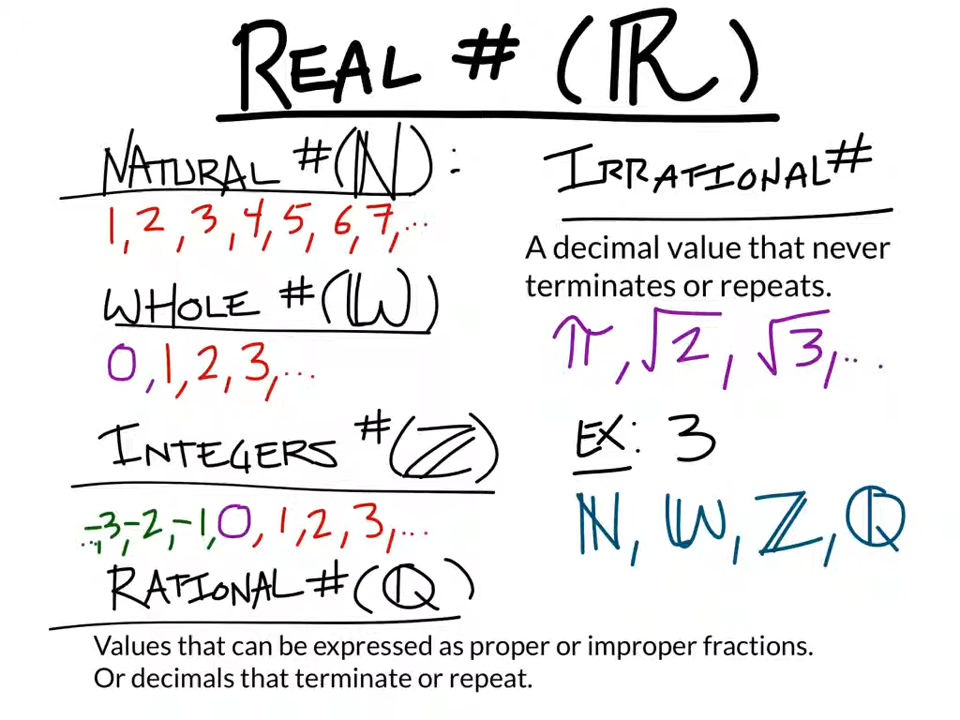 REAL # (ℝ)
NATURAL #(ℕ):
1, 2, 3, 4, 5, 6, 7, ...
WHOLE #(𝕎)
0, 1, 2, 3, ...
INTEGERS #(ℤ)
...,-3,-2,-1,0,1,2,3,...
RATIONAL #(ℚ)
Values that can be expressed as proper or improper fractions.
Or decimals that terminate or repeat.
IRRATIONAL #
A decimal value that never
terminates or repeats.
π, √2, √3, ...
EX: 3
ℕ, 𝕎, ℤ, ℚ